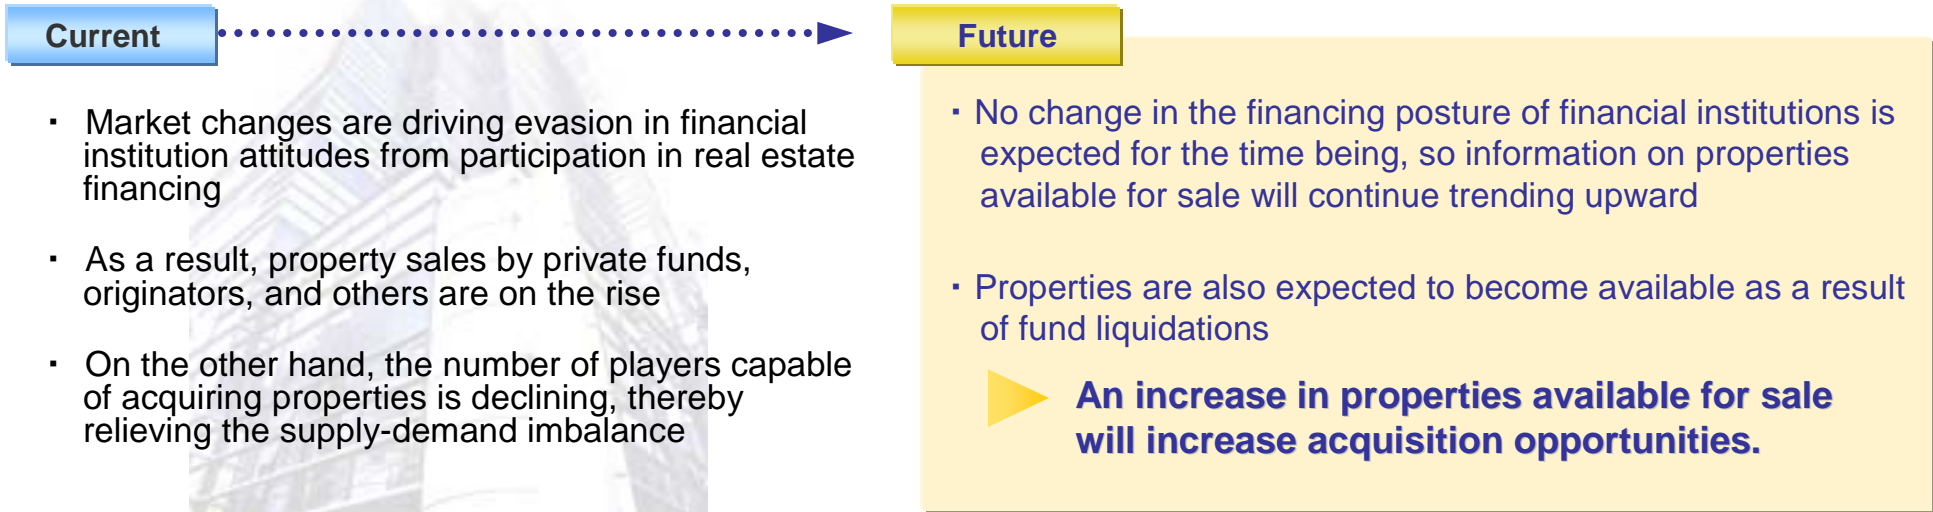 Current
・ Market changes are driving evasion in financial
institution attitudes from participation in real estate
financing
・ As a result, property sales by private funds,
originators, and others are on the rise
・ On the other hand, the number of players capable
of acquiring properties is declining, thereby
relieving the supply-demand imbalance
Future
・No change in the financing posture of financial institutions is
expected for the time being, so information on properties
available for sale will continue trending upward
・Properties are also expected to become available as a result
of fund liquidations
An increase in properties available for sale
will increase acquisition opportunities.